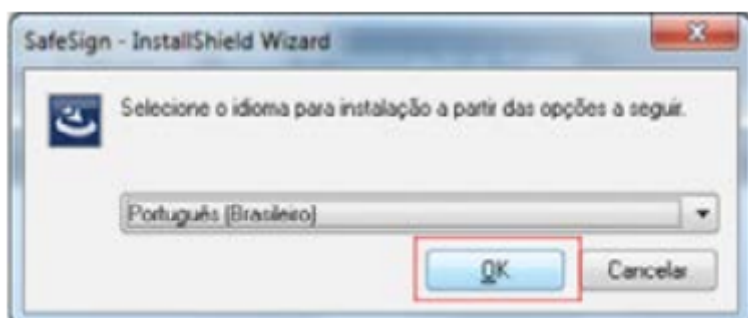 SafeSign - InstallShield Wizard
Selecione o idioma para instalação a partir das opções a seguir.
Português (Brasileiro)
OK
Cancelar